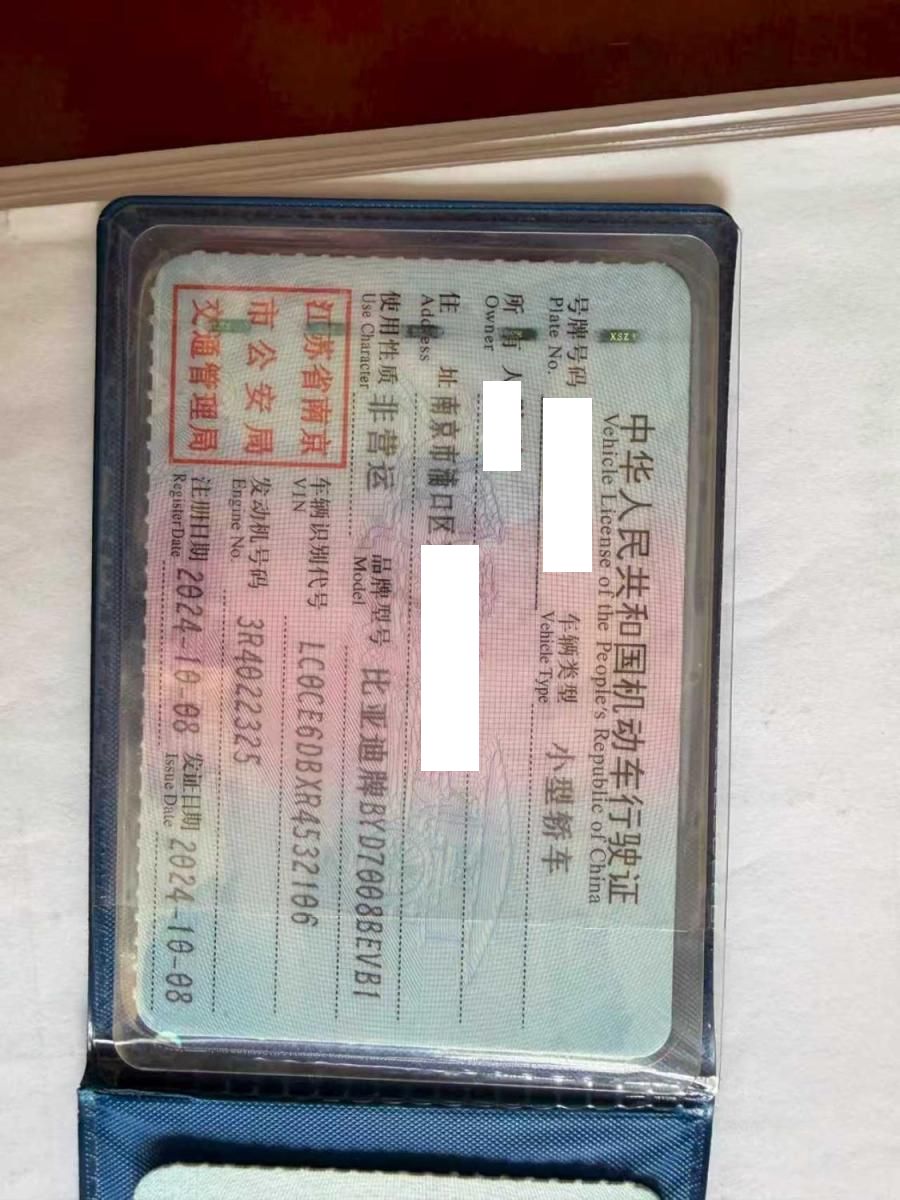 中华人民共和国机动车行驶证
Vehicle License of the People's Republic of China
号牌号码
Plate No.
车辆类型 小型轿车
Vehicle Type
所有人
Owner
住址 南京市浦口区
Address
使用性质 非营运
Use Character
品牌型号 比亚迪牌BYD7008BEVB1
Model
江苏省南京
市公安局
交通管理局
车辆识别代号 LC0CE6DBXR4532106
VIN
发动机号码 3R4022325
Engine No.
注册日期 2024-10-08
Register Date
发证日期 2024-10-08
Issue Date
XSZ